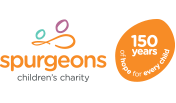 spurgeons
children's charity
150
years
of hope for every child